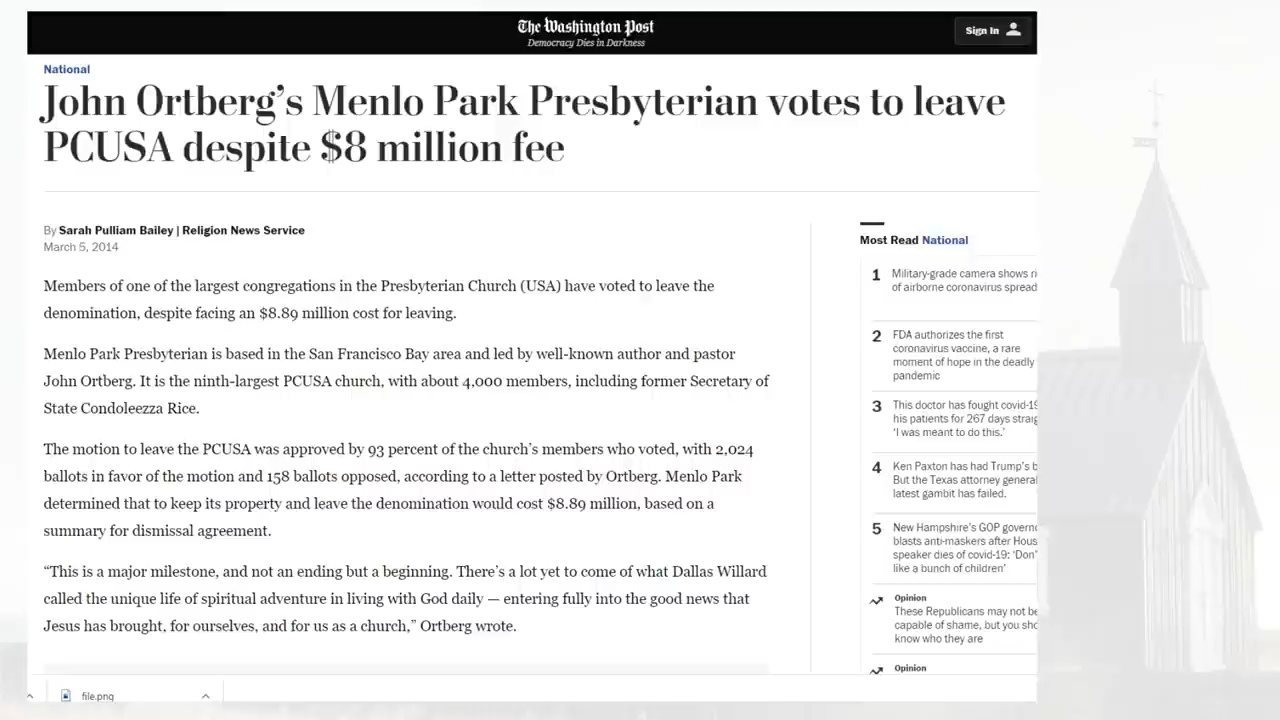 The Washington Post
Democracy Dies in Darkness
Sign In
National
John Ortberg's Menlo Park Presbyterian votes to leave
PCUSA despite $8 million fee
By Sarah Pulliam Bailey | Religion News Service
March 5, 2014
Members of one of the largest congregations in the Presbyterian Church (USA) have voted to leave the
denomination, despite facing an $8.89 million cost for leaving.
Menlo Park Presbyterian is based in the San Francisco Bay area and led by well-known author and pastor
John Ortberg. It is the ninth-largest PCUSA church, with about 4,000 members, including former Secretary of
State Condoleezza Rice.
The motion to leave the PCUSA was approved by 93 percent of the church's members who voted, with 2,024
ballots in favor of the motion and 158 ballots opposed, according to a letter posted by Ortberg. Menlo Park
determined that to keep its property and leave the denomination would cost $8.89 million, based on a
summary for dismissal agreement.
“This is a major milestone, and not an ending but a beginning. There's a lot yet to come of what Dallas Willard
called the unique life of spiritual adventure in living with God daily — entering fully into the good news that
Jesus has brought, for ourselves, and for us as a church,” Ortberg wrote.
Most Read National
1 Military-grade camera shows
of airborne coronavirus spread
2 FDA authorizes the first
coronavirus vaccine, a rare
moment of hope in the deadly
pandemic
3 This doctor has fought covid-19
his patients for 267 days
‘I was meant to do this.’
4 Ken Paxton has had Trump's
But the Texas attorney general
latest gambit has failed.
5 New Hampshire's GOP
blasts anti-maskers after
speaker dies of covid-19: ‘Don’
like a bunch of children’
Opinion
These Republicans may not be
capable of shame, but you
know who they are
Opinion
file.png